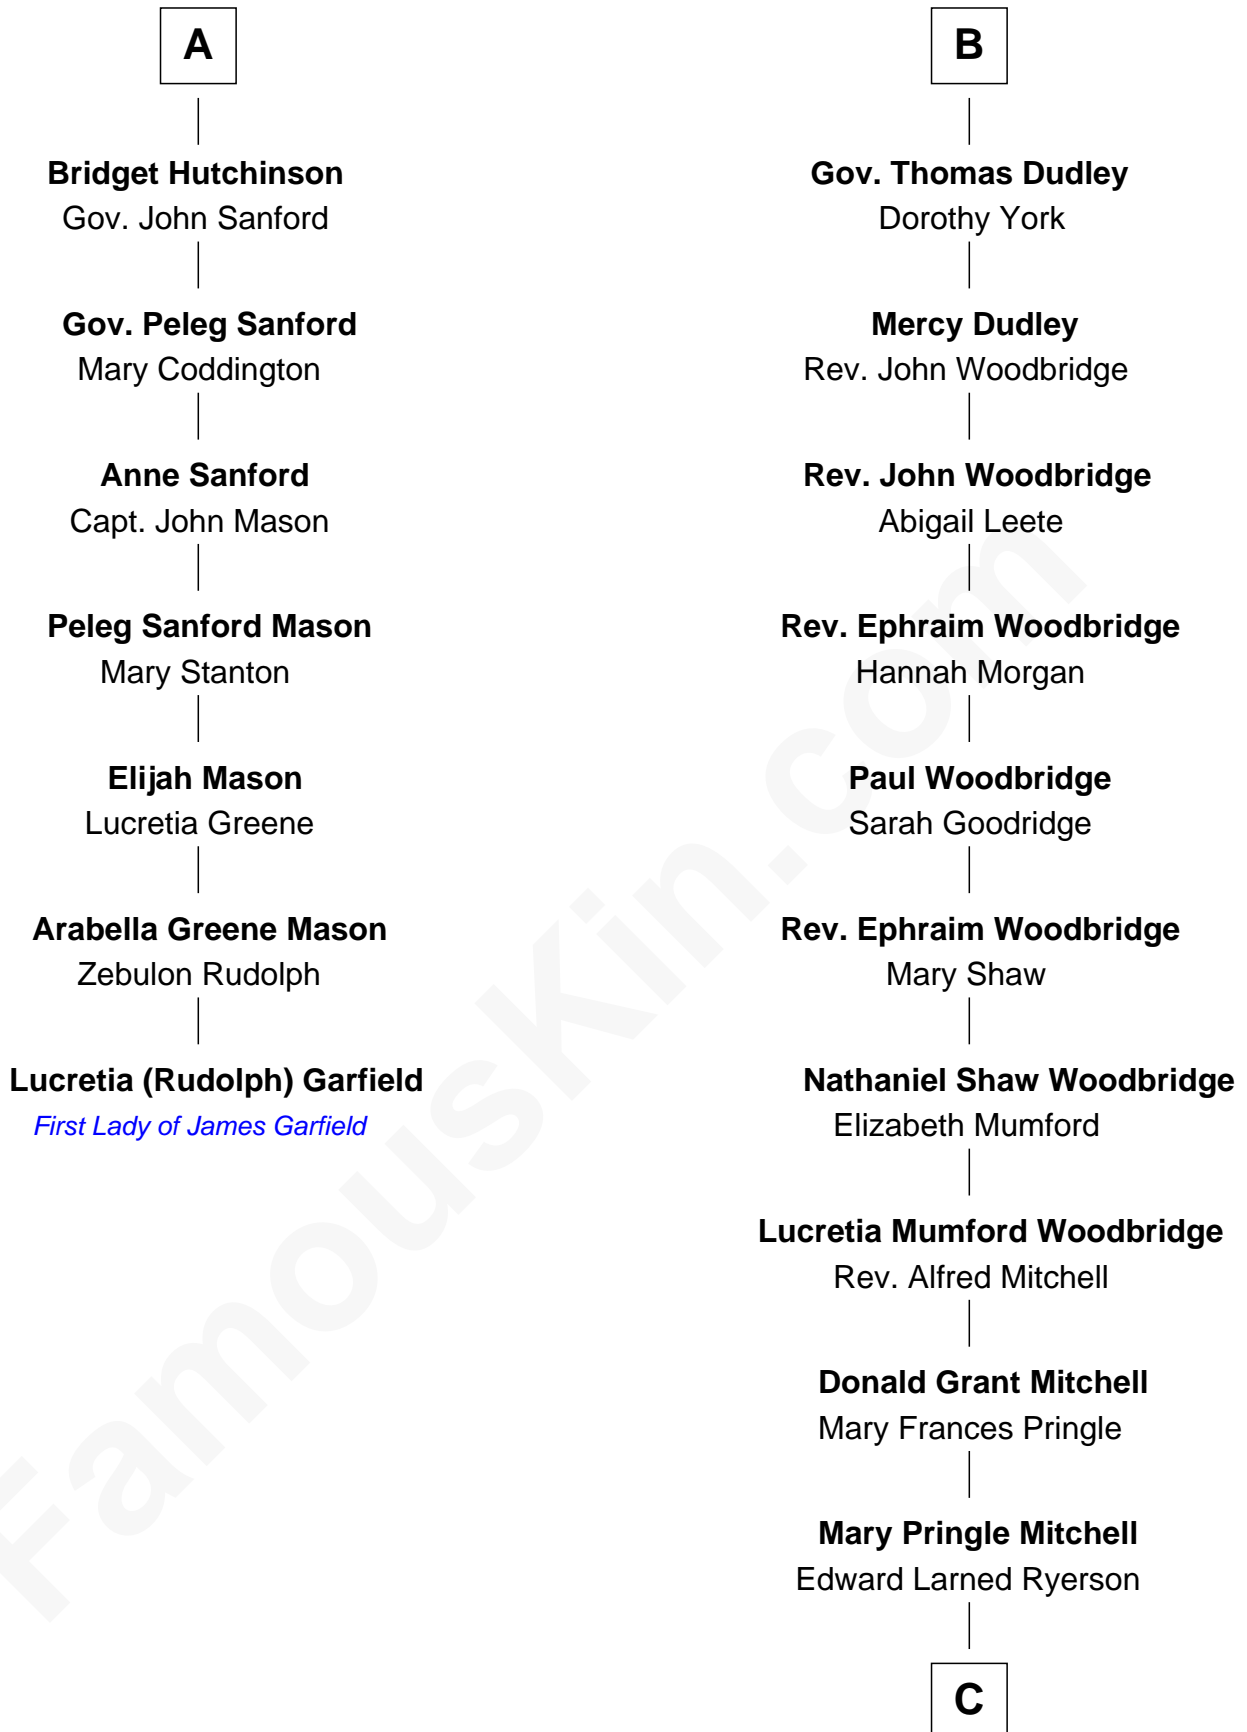 A
Bridget Hutchinson
Gov. John Sanford
Gov. Peleg Sanford
Mary Coddington
Anne Sanford
Capt. John Mason
Peleg Sanford Mason
Mary Stanton
Elijah Mason
Lucretia Greene
Arabella Greene Mason
Zebulon Rudolph
Lucretia (Rudolph) Garfield
First Lady of James Garfield
B
Gov. Thomas Dudley
Dorothy York
Mercy Dudley
Rev. John Woodbridge
Rev. John Woodbridge
Abigail Leete
Rev. Ephraim Woodbridge
Hannah Morgan
Paul Woodbridge
Sarah Goodridge
Rev. Ephraim Woodbridge
Mary Shaw
Nathaniel Shaw Woodbridge
Elizabeth Mumford
Lucretia Mumford Woodbridge
Rev. Alfred Mitchell
Donald Grant Mitchell
Mary Frances Pringle
Mary Pringle Mitchell
Edward Larned Ryerson
C
FamousKin.com